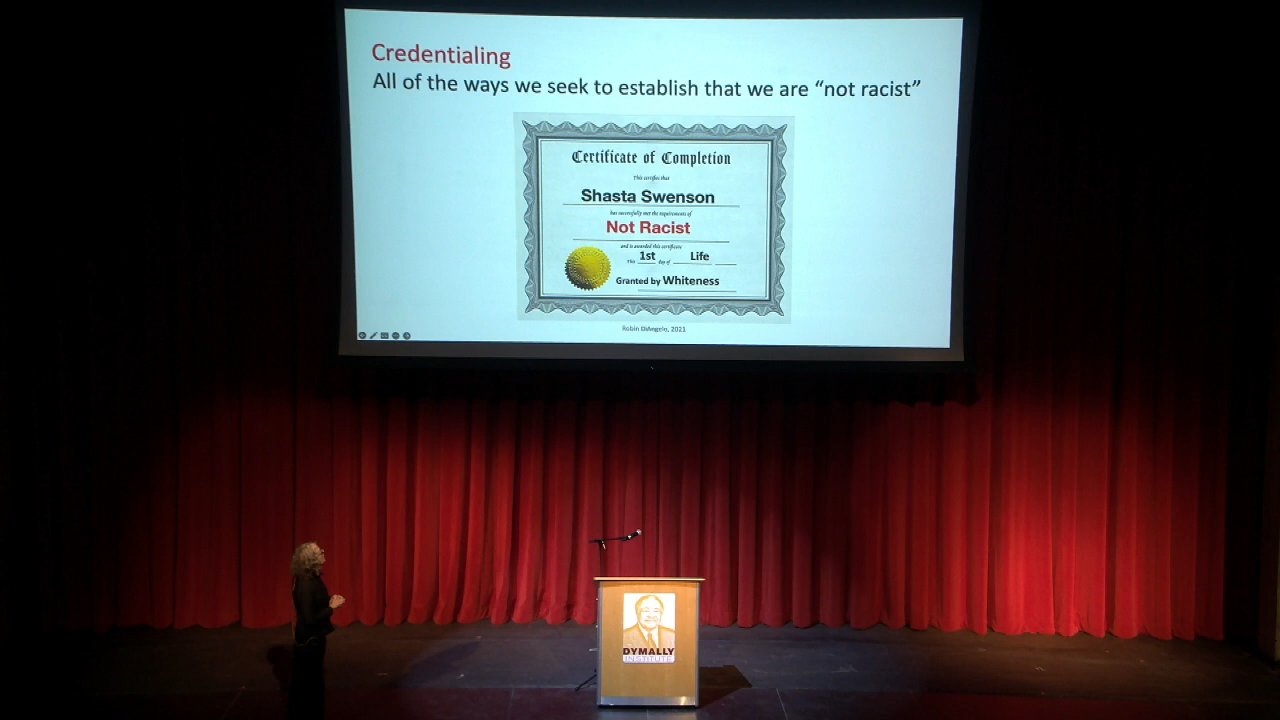 Credentialing
All of the ways we seek to establish that we are “not racist”
Certificate of Completion
This certifies that
Shasta Swenson
has successfully met the requirements of
Not Racist
and is awarded this certificate
This 1st day of Life
Granted by Whiteness
Robin DiAngelo, 2021
DYMALLY
INSTITUTE